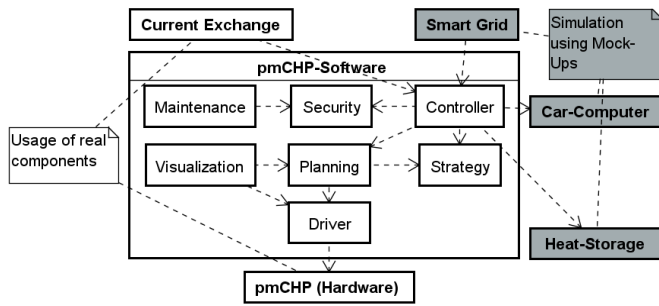 Current Exchange
Smart Grid
Simulation
using Mock-
Ups
pmCHP-Software
Maintenance
Security
Controller
Car-Computer
Usage of real
components
Visualization
Planning
Strategy
Driver
Heat-Storage
pmCHP (Hardware)